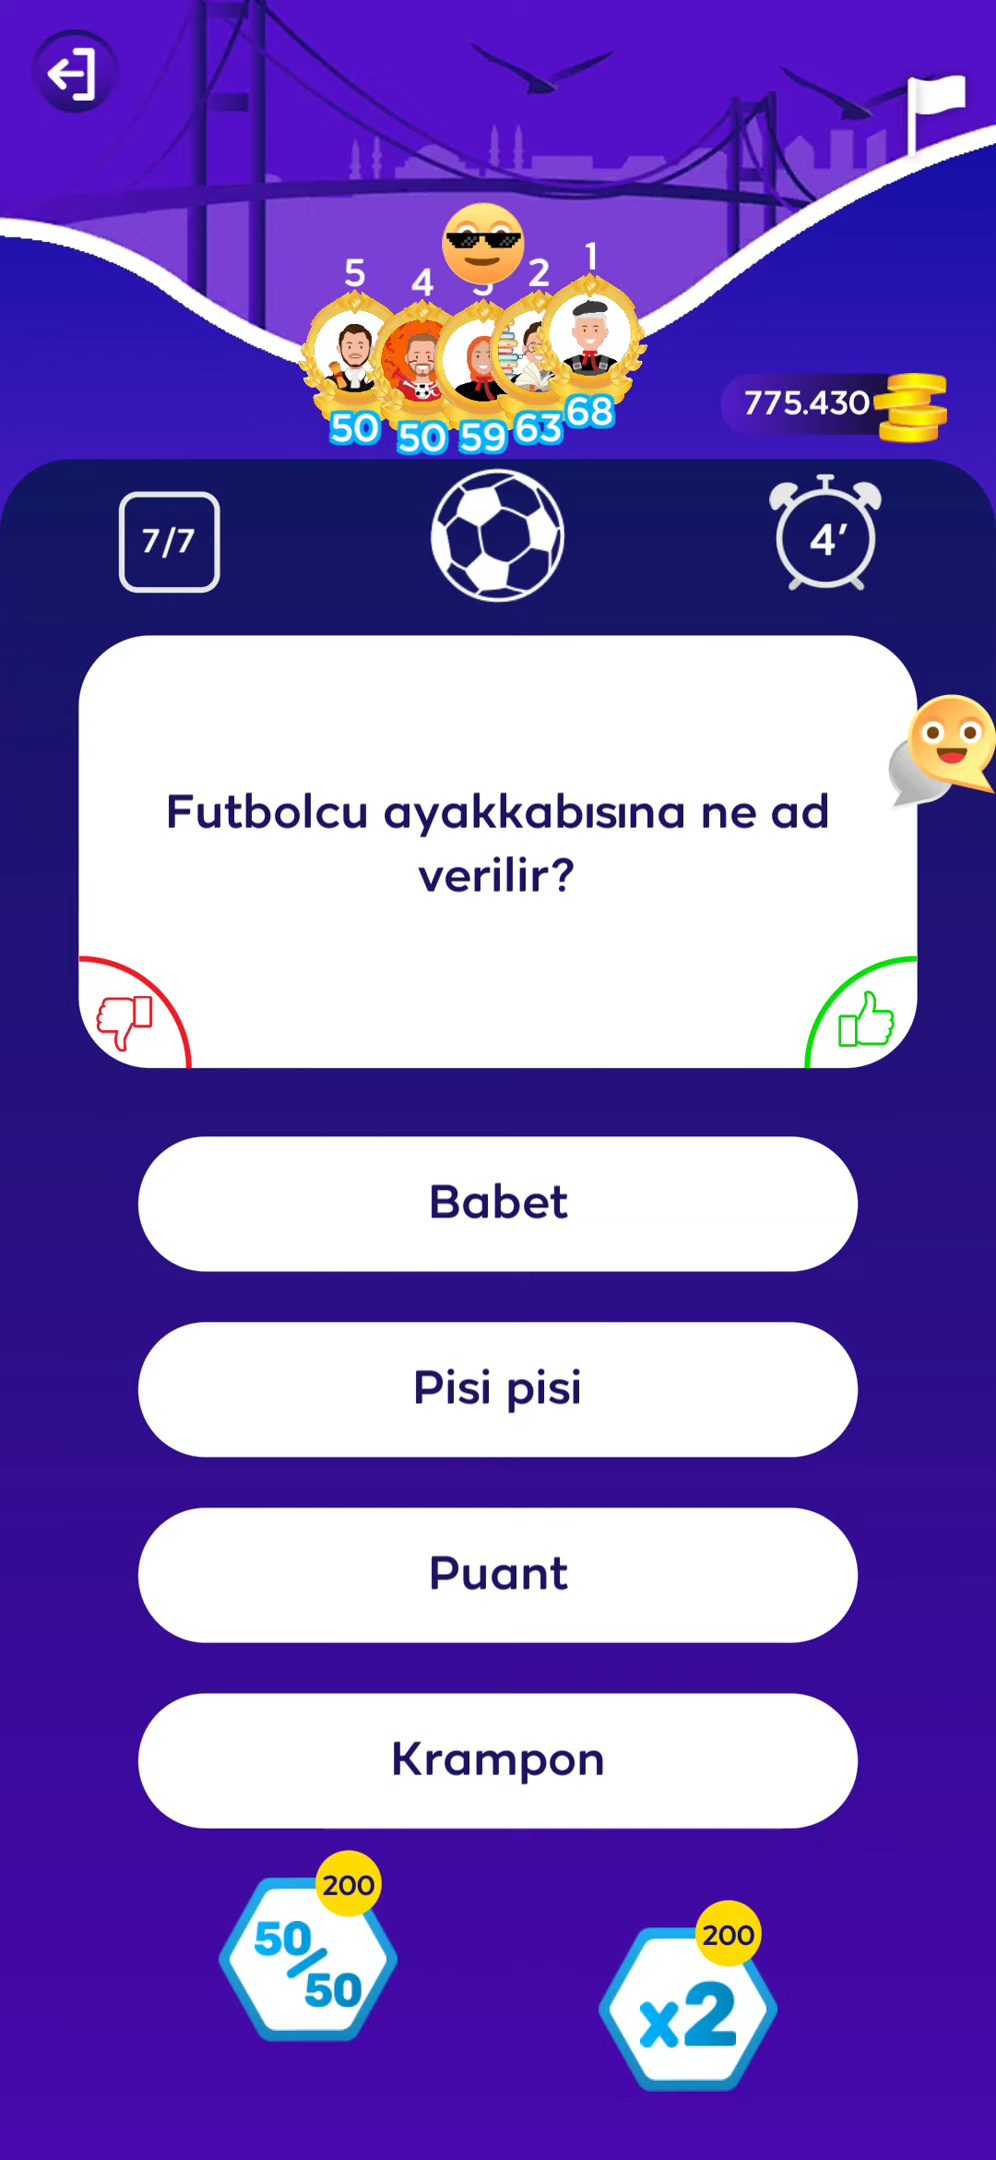 5
4
3
2
1
50
50
59
63
68
775.430
7/7
4′
Futbolcu ayakkabısına ne ad
verilir?
Babet
Pisi pisi
Puant
Krampon
200
50/50
200
x2